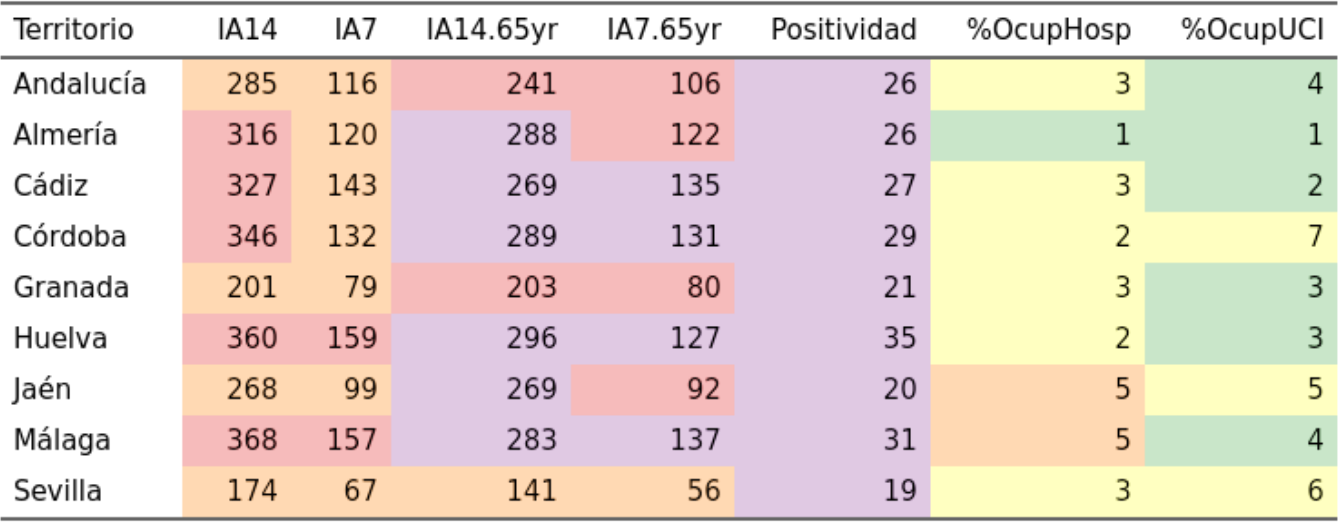 Territorio IA14 IA7 IA14.65yr IA7.65yr Positividad %OcupHosp %OcupUCI
Andalucía 285 116 241 106 26 3 4
Almería 316 120 288 122 26 1 1
Cádiz 327 143 269 135 27 3 2
Córdoba 346 132 289 131 29 2 7
Granada 201 79 203 80 21 3 3
Huelva 360 159 296 127 35 2 3
Jaén 268 99 269 92 20 5 5
Málaga 368 157 283 137 31 5 4
Sevilla 174 67 141 56 19 3 6